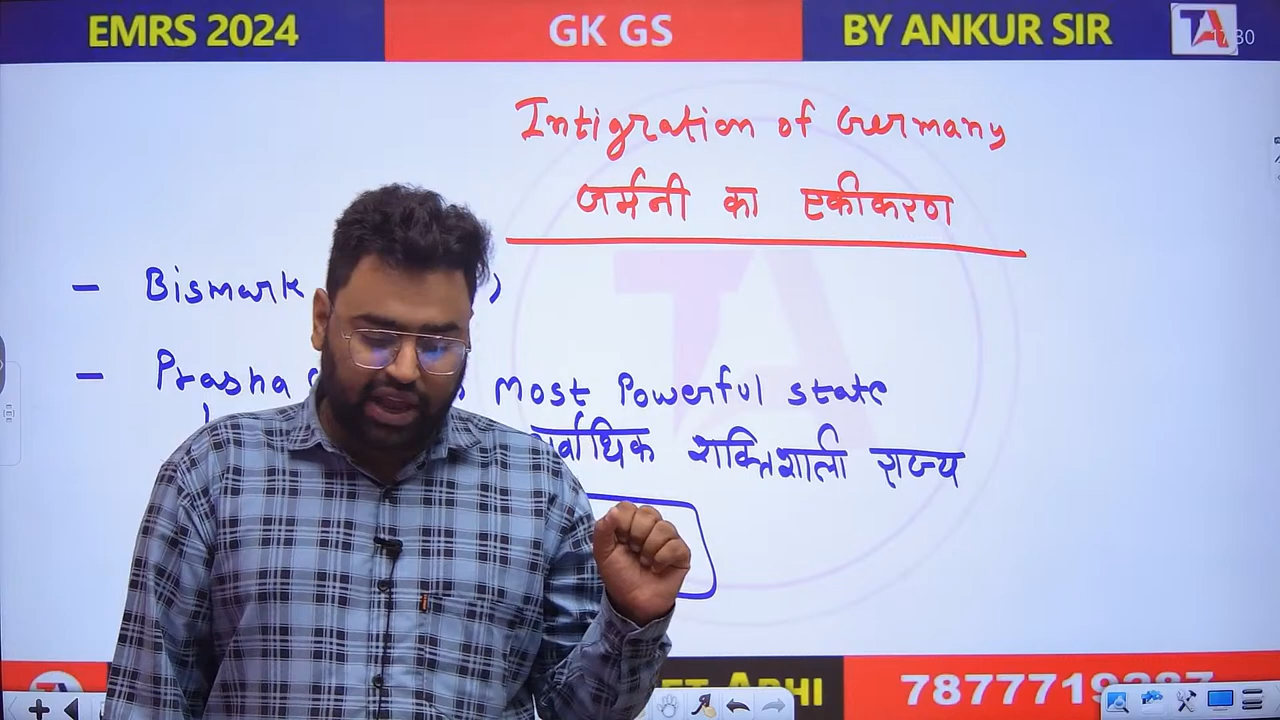 EMRS 2024 GK GS BY ANKUR SIR TA
Intigration of Germany
जर्मनी का एकीकरण
- Bismark
- Prasha Most Powerful state
शक्तिशाली राज्य